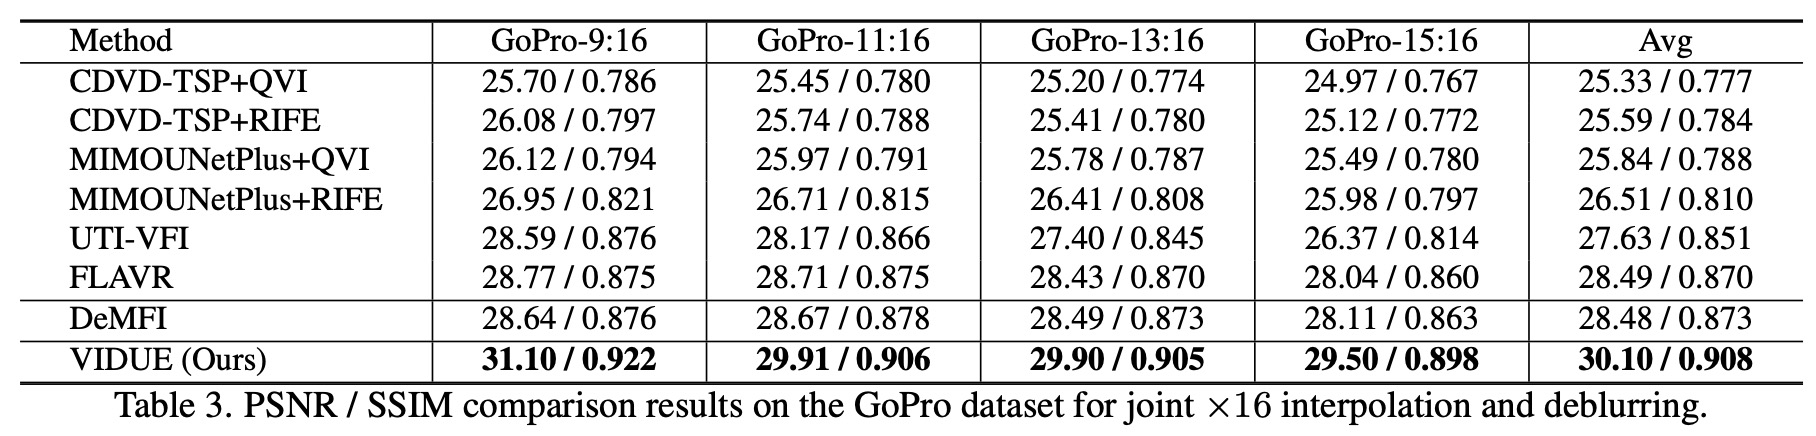 Method GoPro-9:16 GoPro-11:16 GoPro-13:16 GoPro-15:16 Avg
CDVD-TSP+QVI 25.70 / 0.786 25.45 / 0.780 25.20 / 0.774 24.97 / 0.767 25.33 / 0.777
CDVD-TSP+RIFE 26.08 / 0.797 25.74 / 0.788 25.41 / 0.780 25.12 / 0.772 25.59 / 0.784
MIMOUNetPlus+QVI 26.12 / 0.794 25.97 / 0.791 25.78 / 0.787 25.49 / 0.780 25.84 / 0.788
MIMOUNetPlus+RIFE 26.95 / 0.821 26.71 / 0.815 26.41 / 0.808 25.98 / 0.797 26.51 / 0.810
UTI-VFI 28.59 / 0.876 28.17 / 0.866 27.40 / 0.845 26.37 / 0.814 27.63 / 0.851
FLAVR 28.77 / 0.875 28.71 / 0.875 28.43 / 0.870 28.04 / 0.860 28.49 / 0.870
DeMFI 28.64 / 0.876 28.67 / 0.878 28.49 / 0.873 28.11 / 0.863 28.48 / 0.873
VIDUE (Ours) 31.10 / 0.922 29.91 / 0.906 29.90 / 0.905 29.50 / 0.898 30.10 / 0.908
Table 3. PSNR / SSIM comparison results on the GoPro dataset for joint ×16 interpolation and deblurring.